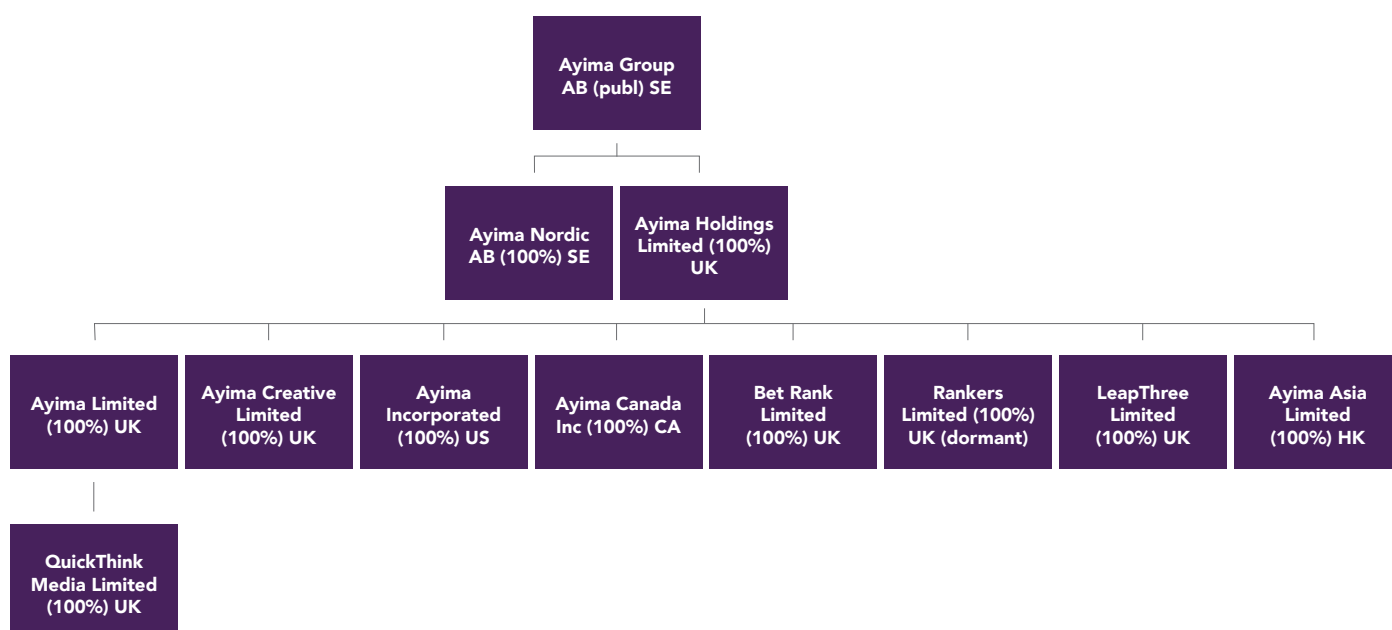 Ayima Group
AB (publ) SE
Ayima Nordic
AB (100%) SE
Ayima Holdings
Limited (100%)
UK
Ayima Limited
(100%) UK
Ayima Creative
Limited
(100%) UK
Ayima
Incorporated
(100%) US
Ayima Canada
Inc (100%) CA
Bet Rank
Limited
(100%) UK
Rankers
Limited (100%)
UK (dormant)
LeapThree
Limited
(100%) UK
Ayima Asia
Limited
(100%) HK
QuickThink
Media Limited
(100%) UK